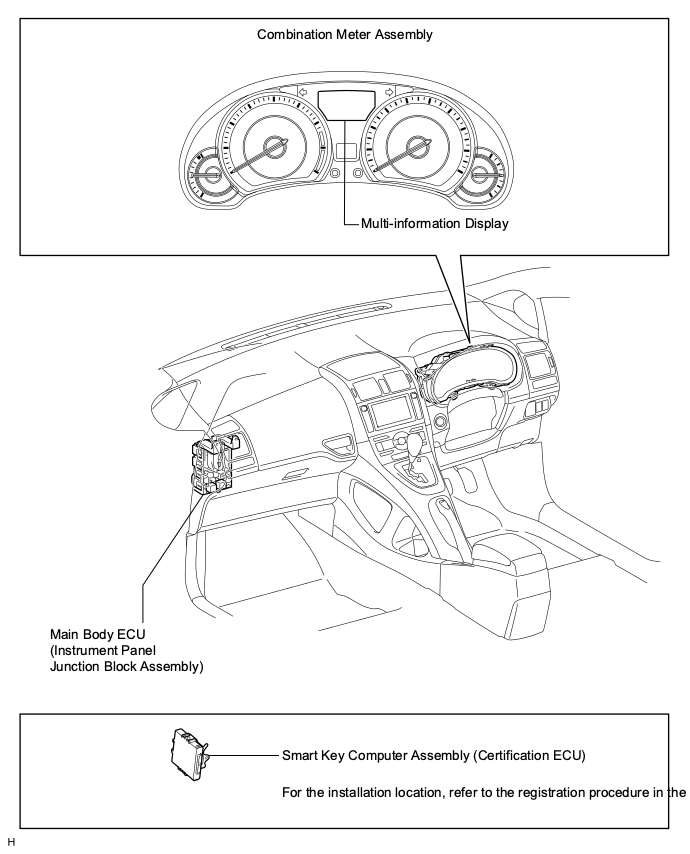 Combination Meter Assembly
Multi-information Display
Main Body ECU
(Instrument Panel
Junction Block Assembly)
Smart Key Computer Assembly (Certification ECU)
For the installation location, refer to the registration procedure in the
H